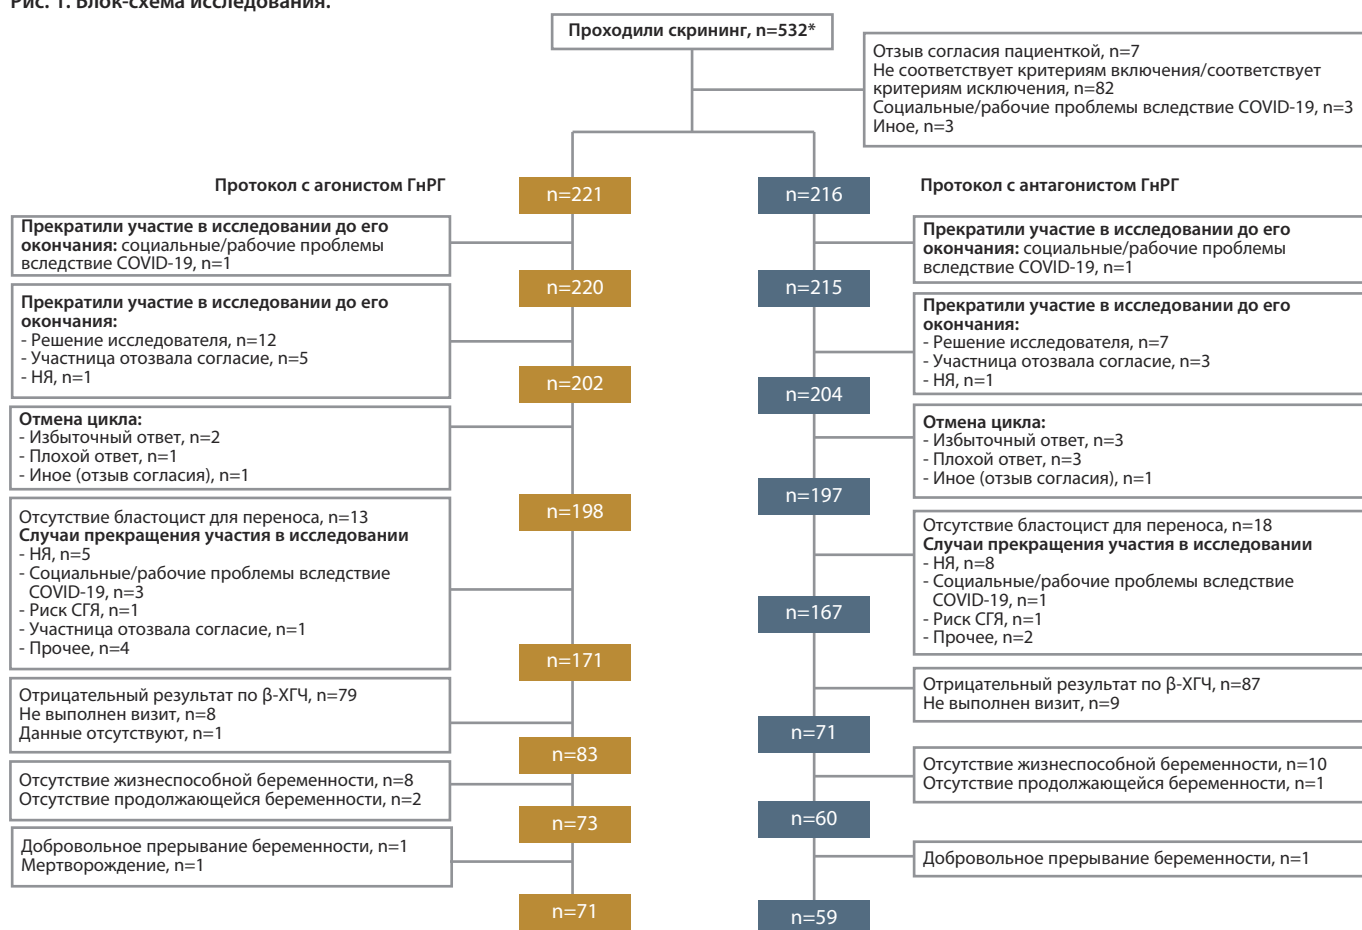 Рис. 1. Блок-схема исследования.
Проходили скрининг, n=532*
Отзыв согласия пациенткой, n=7
Не соответствует критериям включения/соответствует
критериям исключения, n=82
Социальные/рабочие проблемы вследствие COVID-19, n=3
Иное, n=3
Протокол с агонистом ГнРГ
n=221
n=216
Протокол с антагонистом ГнРГ
Прекратили участие в исследовании до его
окончания: социальные/рабочие проблемы
вследствие COVID-19, n=1
Прекратили участие в исследовании до его
окончания: социальные/рабочие проблемы
вследствие COVID-19, n=1
n=220
n=215
Прекратили участие в исследовании до его
окончания:
- Решение исследователя, n=12
- Участница отозвала согласие, n=5
- НЯ, n=1
Прекратили участие в исследовании до его
окончания:
- Решение исследователя, n=7
- Участница отозвала согласие, n=3
- НЯ, n=1
n=202
n=204
Отмена цикла:
- Избыточный ответ, n=2
- Плохой ответ, n=1
- Иное (отзыв согласия), n=1
Отмена цикла:
- Избыточный ответ, n=3
- Плохой ответ, n=3
- Иное (отзыв согласия), n=1
n=198
n=197
Отсутствие бластоцист для переноса, n=13
Случаи прекращения участия в исследовании
- НЯ, n=5
- Социальные/рабочие проблемы вследствие
COVID-19, n=3
- Риск СГЯ, n=1
- Участница отозвала согласие, n=1
- Прочее, n=4
Отсутствие бластоцист для переноса, n=18
Случаи прекращения участия в исследовании
- НЯ, n=8
- Социальные/рабочие проблемы вследствие
COVID-19, n=1
- Риск СГЯ, n=1
- Прочее, n=2
n=171
n=167
Отрицательный результат по β-ХГЧ, n=79
Не выполнен визит, n=8
Данные отсутствуют, n=1
Отрицательный результат по β-ХГЧ, n=87
Не выполнен визит, n=9
n=83
n=71
Отсутствие жизнеспособной беременности, n=8
Отсутствие продолжающейся беременности, n=2
Отсутствие жизнеспособной беременности, n=10
Отсутствие продолжающейся беременности, n=1
n=73
n=60
Добровольное прерывание беременности, n=1
Мертворождение, n=1
Добровольное прерывание беременности, n=1
n=71
n=59